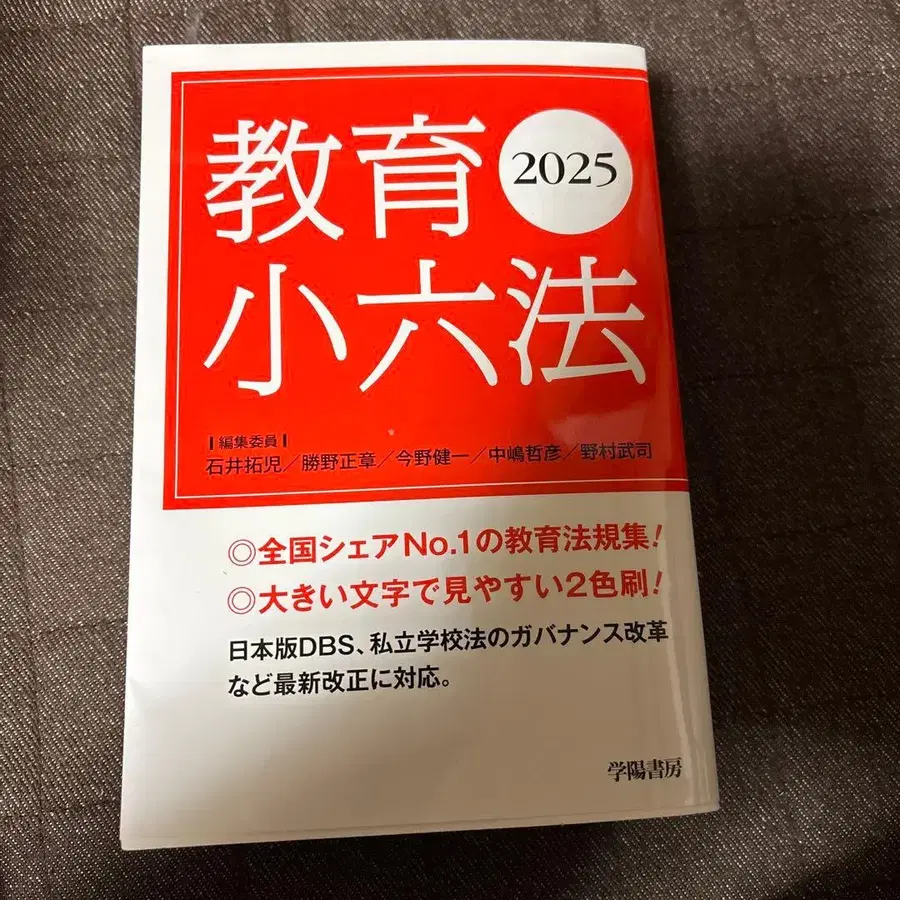 教育
2025
小六法
┃編集委員┃
石井拓児／勝野正章／今野健一／中嶋哲彦／野村武司
◎全国シェアNo.1の教育法規集！
◎大きい文字で見やすい2色刷！
日本版DBS、私立学校法のガバナンス改革
など最新改正に対応。
学陽書房